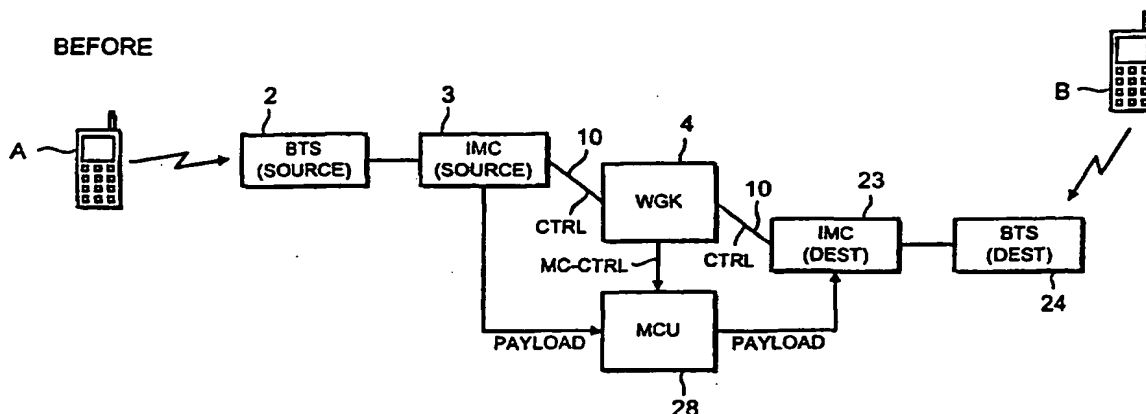 BEFORE
A
2
BTS
(SOURCE)
3
IMC
(SOURCE)
10
CTRL
4
WGK
MC-CTRL
10
CTRL
23
IMC
(DEST)
BTS
(DEST)
24
B
PAYLOAD
MCU
28
PAYLOAD